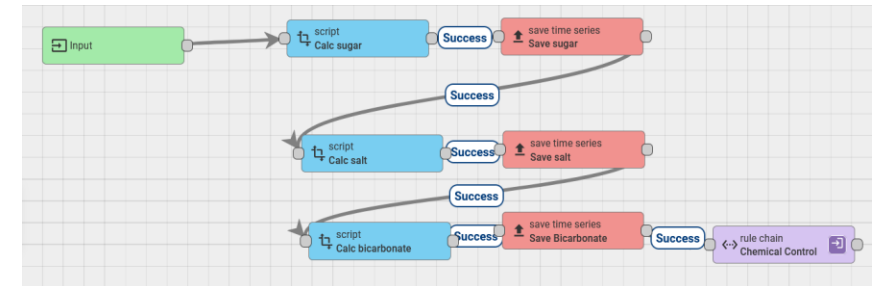 Input
script
Calc sugar
Success
save time series
Save sugar
Success
script
Calc salt
Success
save time series
Save salt
Success
script
Calc bicarbonate
Success
save time series
Save Bicarbonate
Success
rule chain
Chemical Control